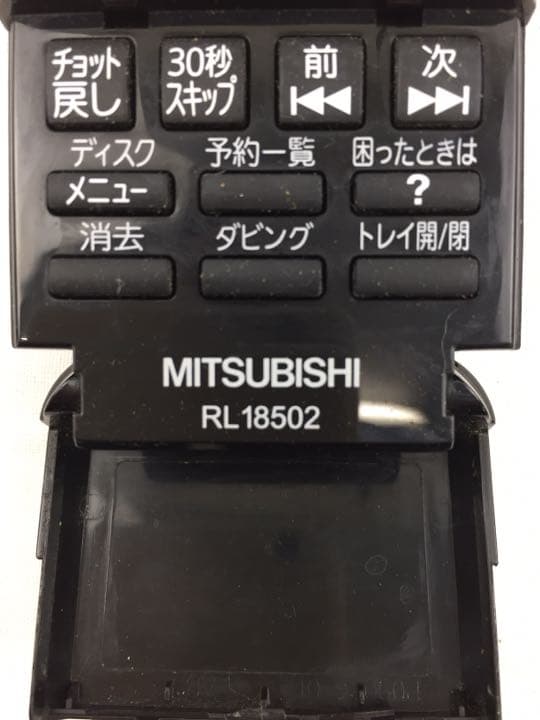 チョット戻し
30秒スキップ
前
次
ディスク
予約一覧
困ったときは
メニュー
?
消去
ダビング
トレイ開/閉
MITSUBISHI
RL18502